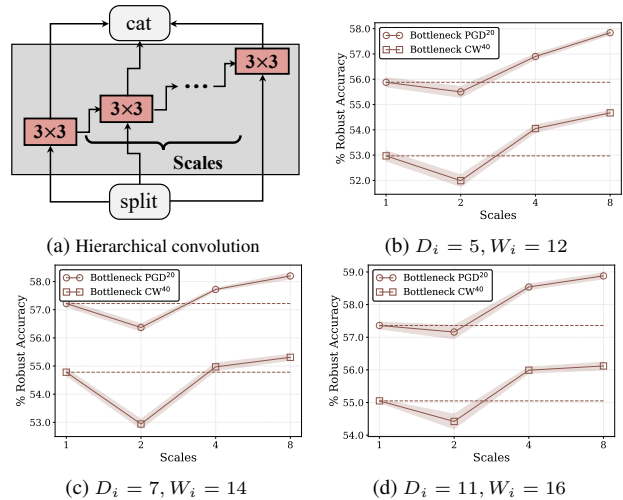 cat
3×3
3×3
3×3
Scales
split
(a) Hierarchical convolution
Bottleneck PGD²⁰
Bottleneck CW⁴⁰
% Robust Accuracy
57.0
56.0
55.0
54.0
53.0
52.0
1 2 4 8
Scales
(b) Dᵢ = 5, Wᵢ = 12
Bottleneck PGD²⁰
Bottleneck CW⁴⁰
% Robust Accuracy
58.0
57.0
56.0
55.0
54.0
53.0
1 2 4 8
Scales
(c) Dᵢ = 7, Wᵢ = 14
Bottleneck PGD²⁰
Bottleneck CW⁴⁰
% Robust Accuracy
59.0
58.0
57.0
56.0
55.0
54.0
1 2 4 8
Scales
(d) Dᵢ = 11, Wᵢ = 16